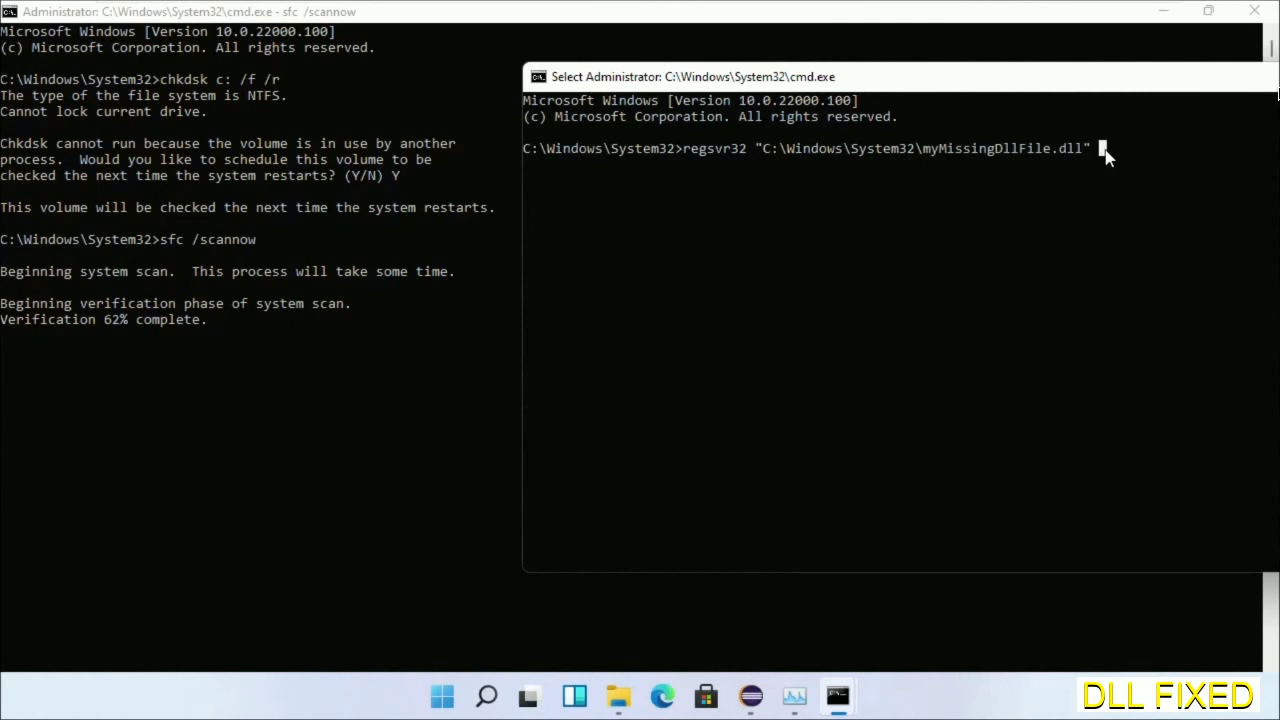 Administrator: C:\Windows\System32\cmd.exe - sfc /scannow
Microsoft Windows [Version 10.0.22000.100]
(c) Microsoft Corporation. All rights reserved.
C:\Windows\System32>chkdsk c: /f /r
The type of the file system is NTFS.
Cannot lock current drive.
Chkdsk cannot run because the volume is in use by another
process.  Would you like to schedule this volume to be
checked the next time the system restarts? (Y/N) Y
This volume will be checked the next time the system restarts.
C:\Windows\System32>sfc /scannow
Beginning system scan.  This process will take some time.
Beginning verification phase of system scan.
Verification 62% complete.
Select Administrator: C:\Windows\System32\cmd.exe
Microsoft Windows [Version 10.0.22000.100]
(c) Microsoft Corporation. All rights reserved.
C:\Windows\System32>regsvr32 "C:\Windows\System32\myMissingDllFile.dll"
DLL FIXED